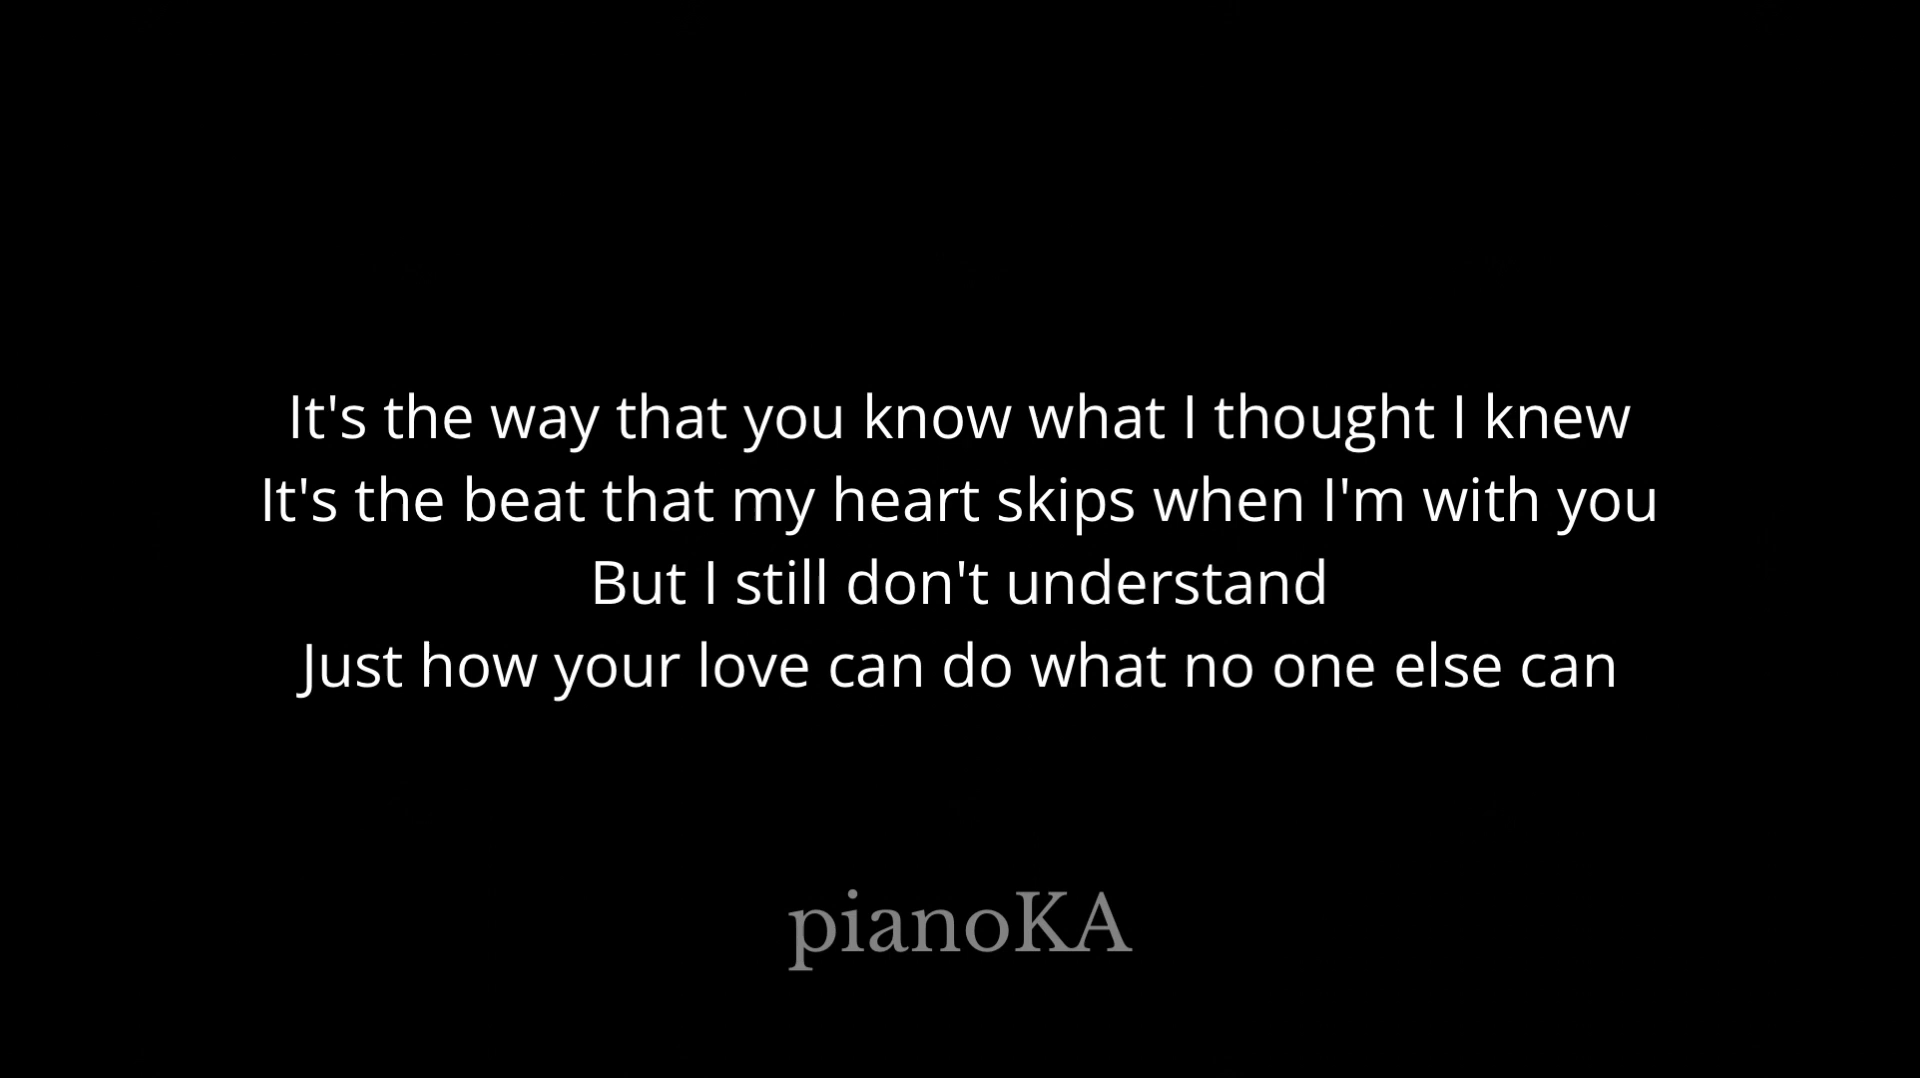 It's the way that you know what I thought I knew
It's the beat that my heart skips when I'm with you
But I still don't understand
Just how your love can do what no one else can
pianoKA